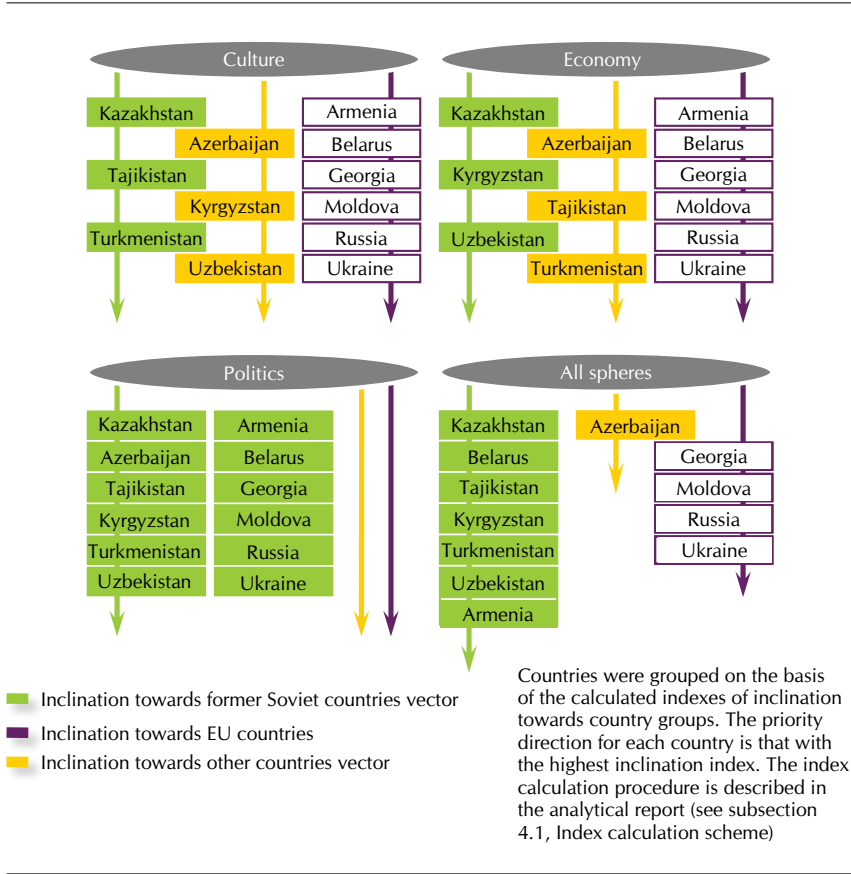 Culture
Kazakhstan
Tajikistan
Turkmenistan
Azerbaijan
Kyrgyzstan
Uzbekistan
Armenia
Belarus
Georgia
Moldova
Russia
Ukraine
Economy
Kazakhstan
Kyrgyzstan
Uzbekistan
Azerbaijan
Tajikistan
Turkmenistan
Armenia
Belarus
Georgia
Moldova
Russia
Ukraine
Politics
Kazakhstan
Azerbaijan
Tajikistan
Kyrgyzstan
Turkmenistan
Uzbekistan
Armenia
Belarus
Georgia
Moldova
Russia
Ukraine
All spheres
Kazakhstan
Belarus
Tajikistan
Kyrgyzstan
Turkmenistan
Uzbekistan
Armenia
Azerbaijan
Georgia
Moldova
Russia
Ukraine
Inclination towards former Soviet countries vector
Inclination towards EU countries
Inclination towards other countries vector
Countries were grouped on the basis
of the calculated indexes of inclination
towards country groups. The priority
direction for each country is that with
the highest inclination index. The index
calculation procedure is described in
the analytical report (see subsection
4.1, Index calculation scheme)